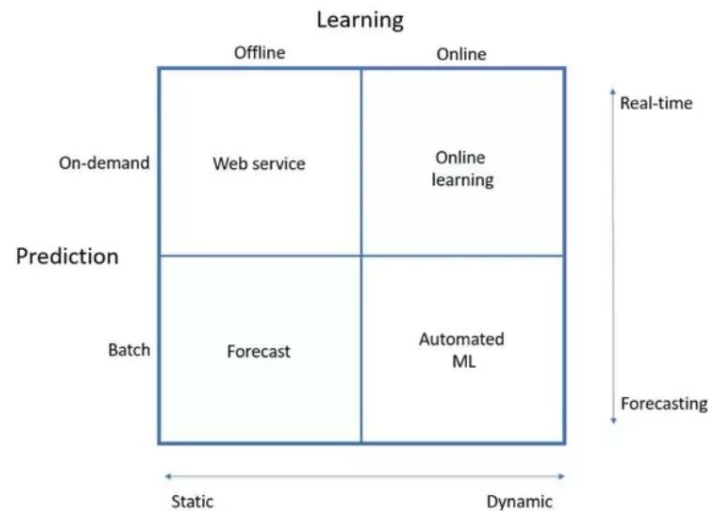 Learning
Offline
Online
Real-time
On-demand
Web service
Online
learning
Prediction
Batch
Forecast
Automated
ML
Forecasting
Static
Dynamic